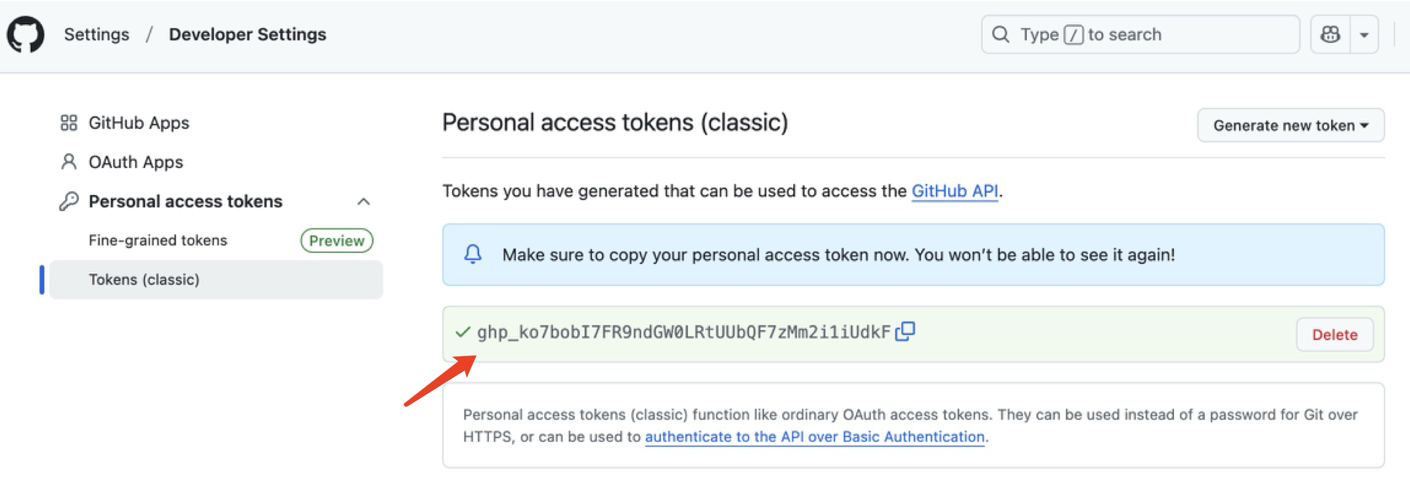 Settings / Developer Settings
Type / to search
GitHub Apps
OAuth Apps
Personal access tokens
Fine-grained tokens Preview
Tokens (classic)
Personal access tokens (classic)
Generate new token
Tokens you have generated that can be used to access the GitHub API.
Make sure to copy your personal access token now. You won’t be able to see it again!
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
Delete
Personal access tokens (classic) function like ordinary OAuth access tokens. They can be used instead of a password for Git over
HTTPS, or can be used to authenticate to the API over Basic Authentication.